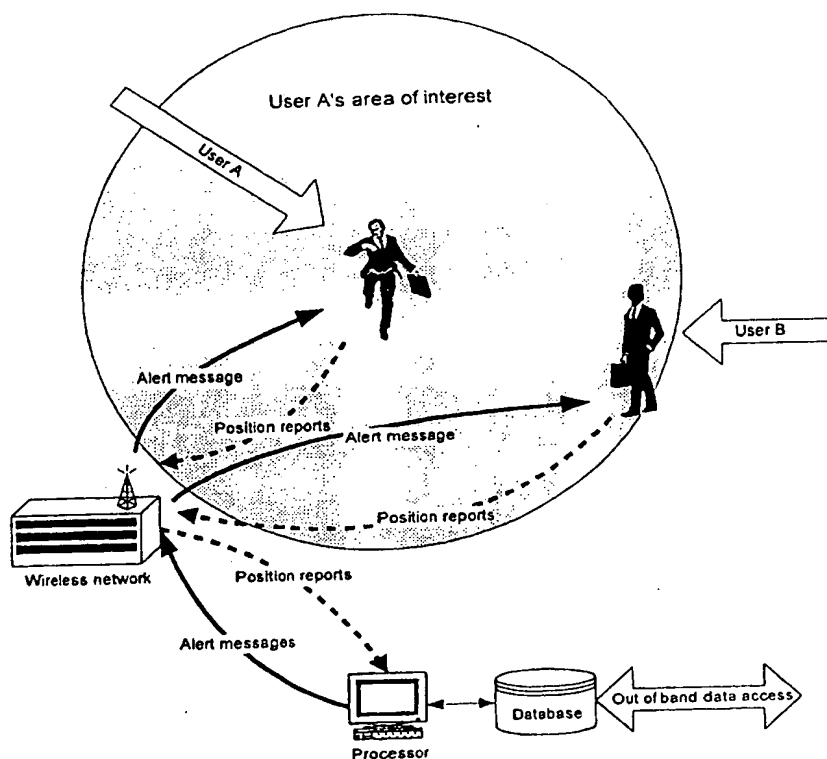 User A's area of interest
User A
User B
Alert message
Position reports
Alert message
Position reports
Wireless network
Position reports
Alert messages
Out of band data access
Database
Processor